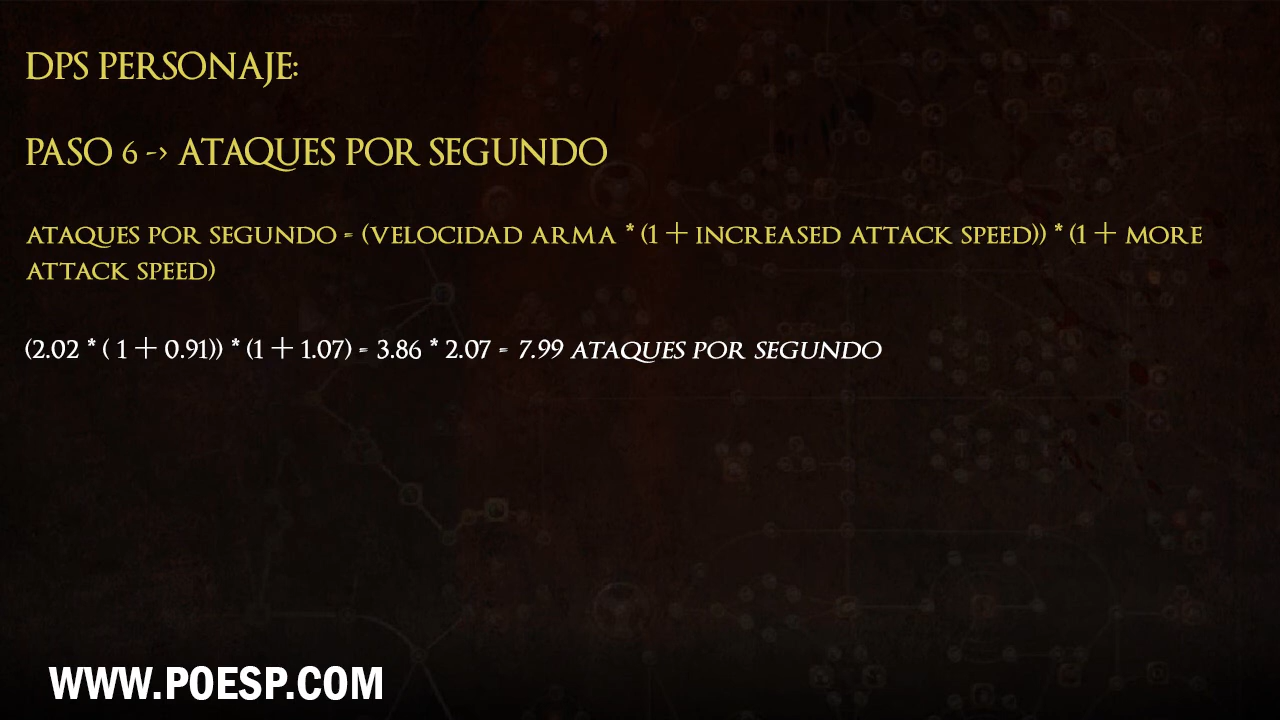 DPS PERSONAJE:
PASO 6 -> ATAQUES POR SEGUNDO
ATAQUES POR SEGUNDO = (VELOCIDAD ARMA * (1 + INCREASED ATTACK SPEED)) * (1 + MORE
ATTACK SPEED)
(2.02 * ( 1 + 0.91)) * (1 + 1.07) = 3.86 * 2.07 = 7.99 ATAQUES POR SEGUNDO
WWW.POESP.COM